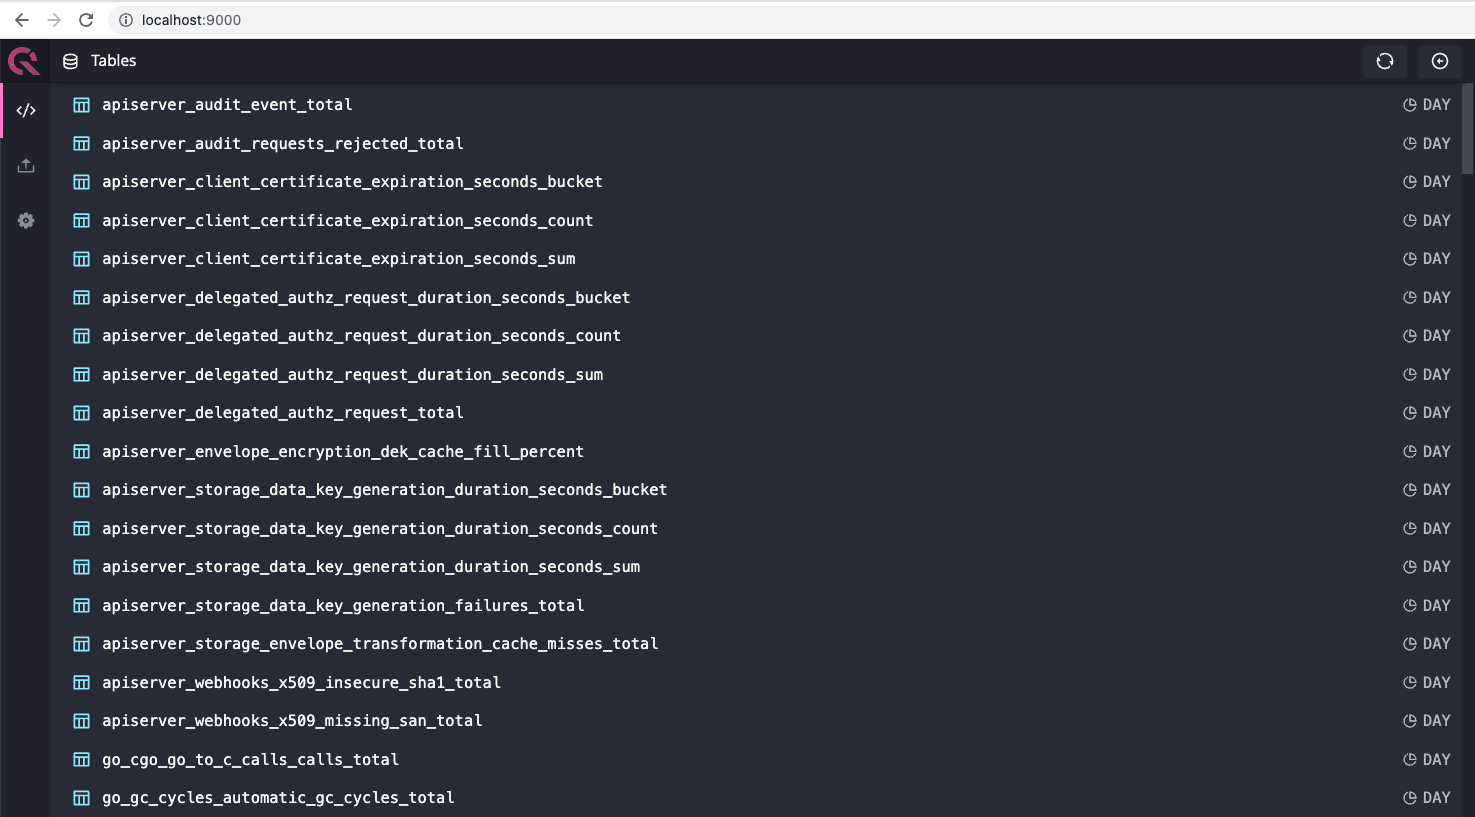 localhost:9000
Tables
apiserver_audit_event_total DAY
apiserver_audit_requests_rejected_total DAY
apiserver_client_certificate_expiration_seconds_bucket DAY
apiserver_client_certificate_expiration_seconds_count DAY
apiserver_client_certificate_expiration_seconds_sum DAY
apiserver_delegated_authz_request_duration_seconds_bucket DAY
apiserver_delegated_authz_request_duration_seconds_count DAY
apiserver_delegated_authz_request_duration_seconds_sum DAY
apiserver_delegated_authz_request_total DAY
apiserver_envelope_encryption_dek_cache_fill_percent DAY
apiserver_storage_data_key_generation_duration_seconds_bucket DAY
apiserver_storage_data_key_generation_duration_seconds_count DAY
apiserver_storage_data_key_generation_duration_seconds_sum DAY
apiserver_storage_data_key_generation_failures_total DAY
apiserver_storage_envelope_transformation_cache_misses_total DAY
apiserver_webhooks_x509_insecure_sha1_total DAY
apiserver_webhooks_x509_missing_san_total DAY
go_cgo_go_to_c_calls_calls_total DAY
go_gc_cycles_automatic_gc_cycles_total DAY